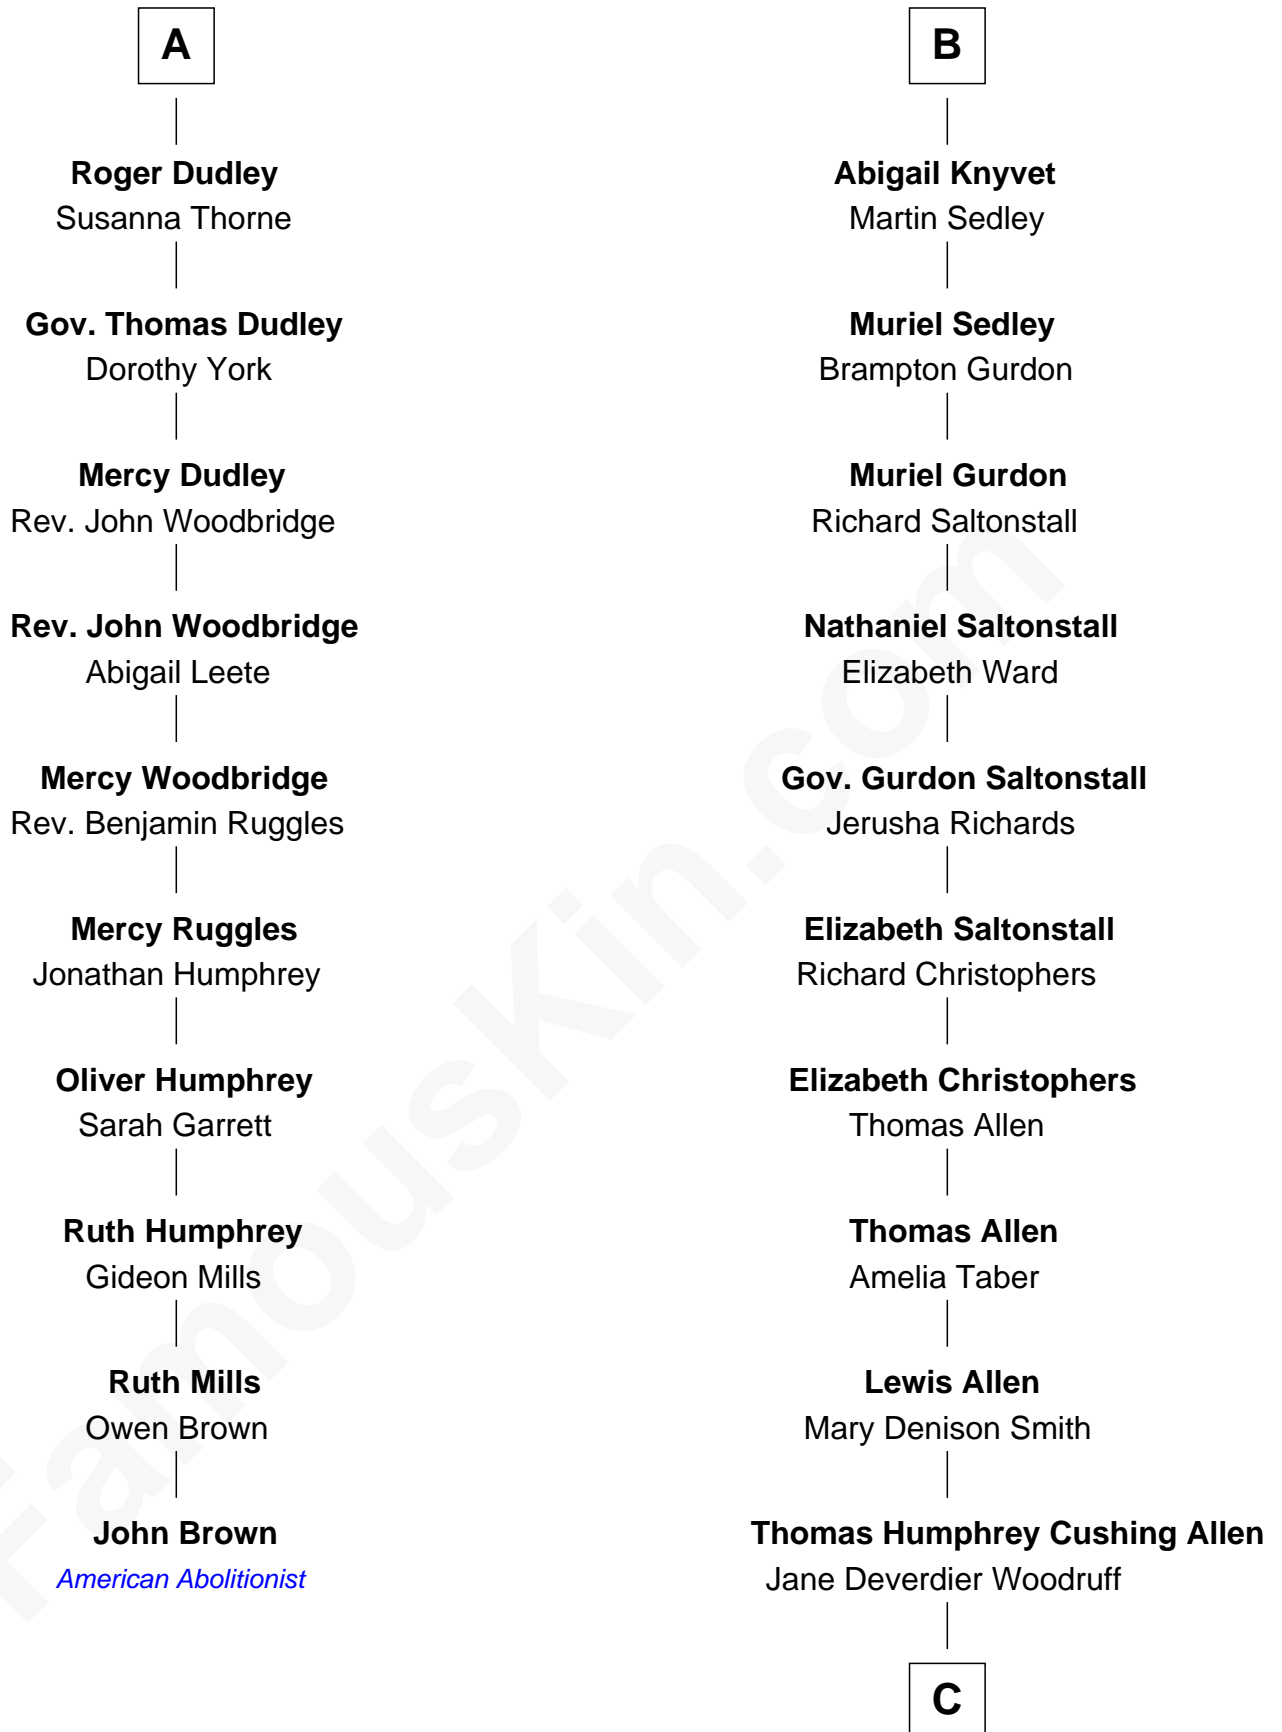 A
Roger Dudley
Susanna Thorne
Gov. Thomas Dudley
Dorothy York
Mercy Dudley
Rev. John Woodbridge
Rev. John Woodbridge
Abigail Leete
Mercy Woodbridge
Rev. Benjamin Ruggles
Mercy Ruggles
Jonathan Humphrey
Oliver Humphrey
Sarah Garrett
Ruth Humphrey
Gideon Mills
Ruth Mills
Owen Brown
John Brown
American Abolitionist
B
Abigail Knyvet
Martin Sedley
Muriel Sedley
Brampton Gurdon
Muriel Gurdon
Richard Saltonstall
Nathaniel Saltonstall
Elizabeth Ward
Gov. Gurdon Saltonstall
Jerusha Richards
Elizabeth Saltonstall
Richard Christophers
Elizabeth Christophers
Thomas Allen
Thomas Allen
Amelia Taber
Lewis Allen
Mary Denison Smith
Thomas Humphrey Cushing Allen
Jane Deverdier Woodruff
C
FamousKin.com